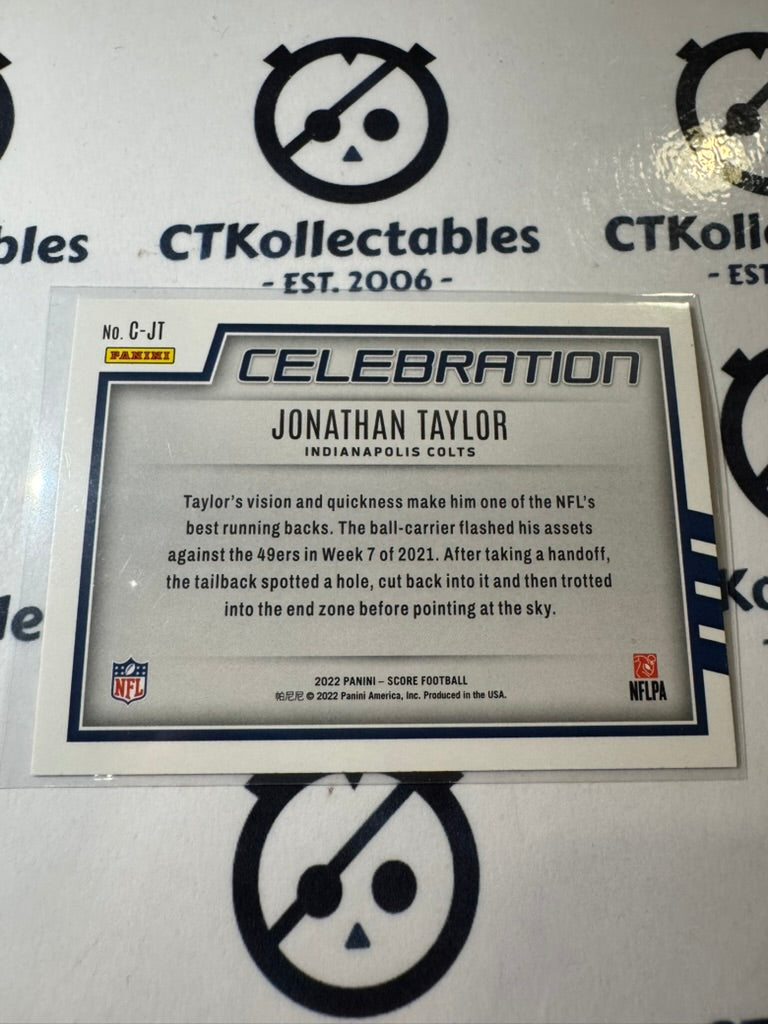 bles
CTKollectables
CTKoll
- EST. 2006 -
- EST
No. C-JT
PANINI
CELEBRATION
JONATHAN TAYLOR
INDIANAPOLIS COLTS
Taylor's vision and quickness make him one of the NFL's
best running backs. The ball-carrier flashed his assets
against the 49ers in Week 7 of 2021. After taking a handoff,
the tailback spotted a hole, cut back into it and then trotted
into the end zone before pointing at the sky.
NFL
2022 PANINI – SCORE FOOTBALL
帕尼尼 © 2022 Panini America, Inc. Produced in the USA.
NFLPA
le
Ko